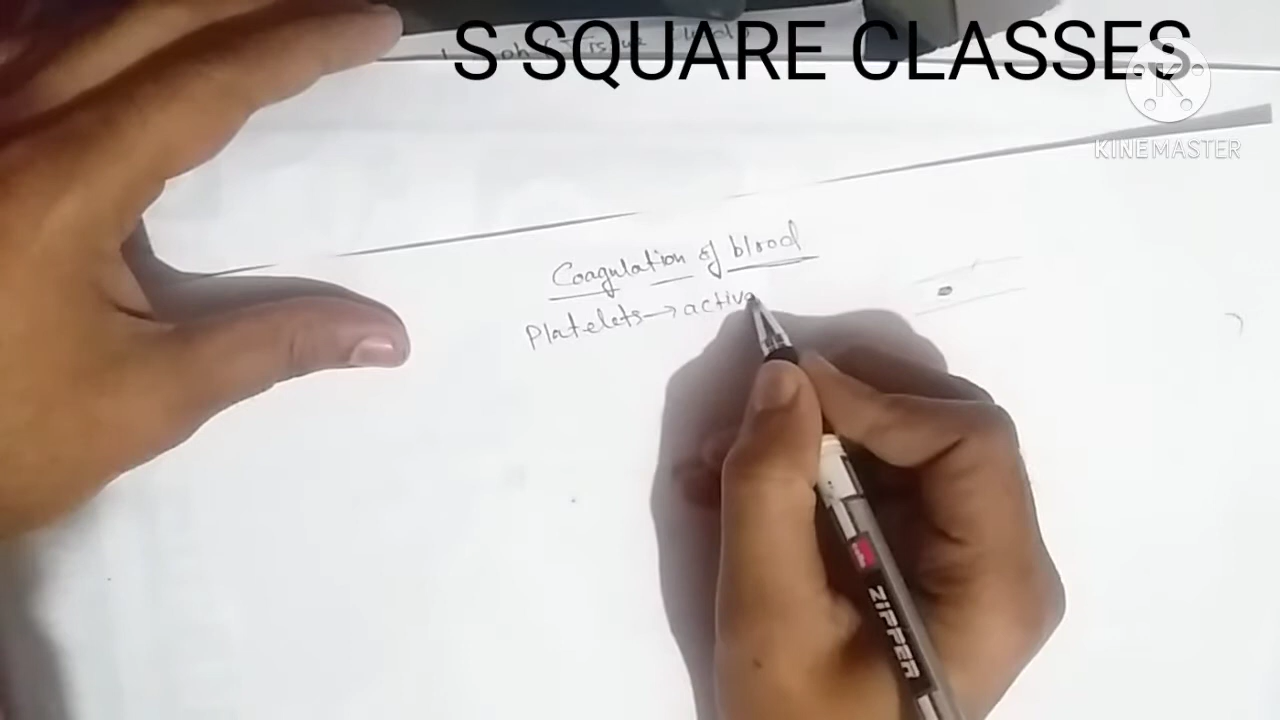 S SQUARE CLASSES
K
KINEMASTER
Coagulation of blood
Platelets → activa
ZiPPER